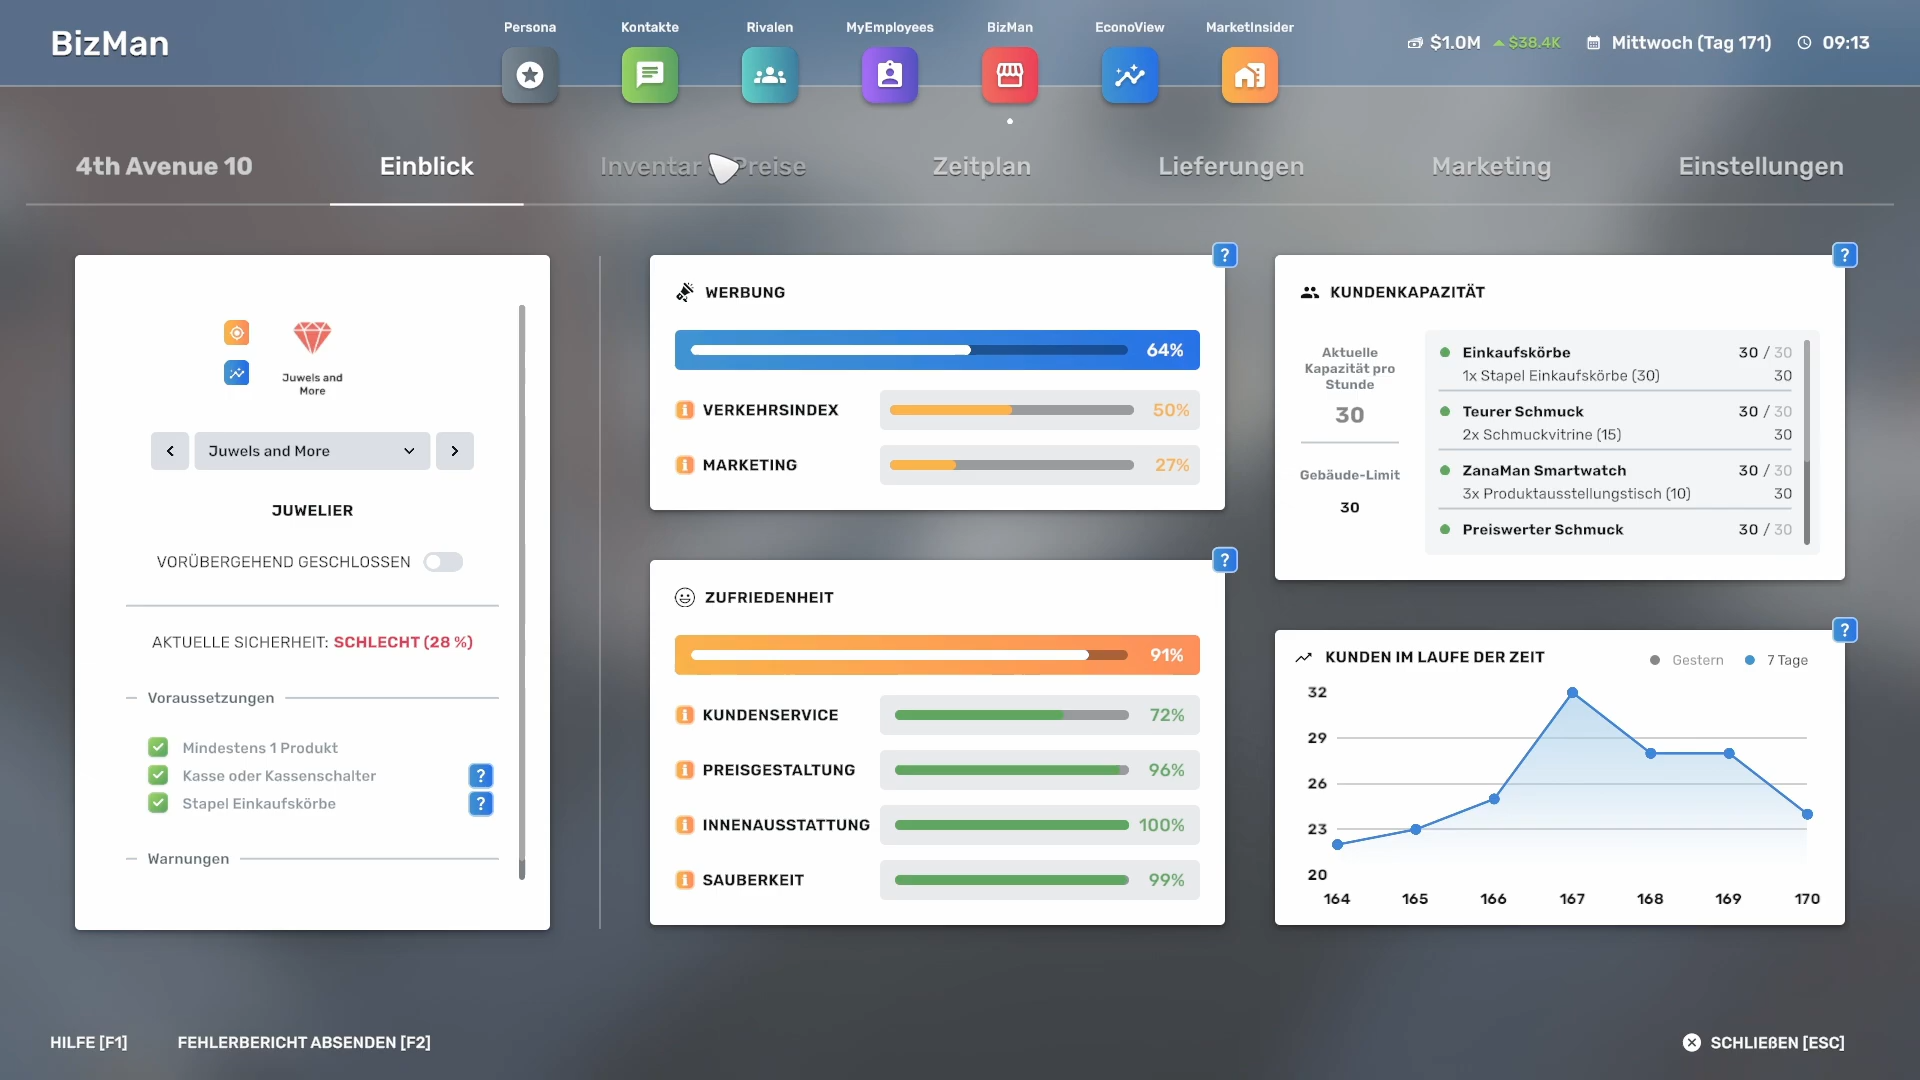 BizMan
Persona
Kontakte
Rivalen
MyEmployees
BizMan
EconoView
MarketInsider
$1.0M
$38.4K
Mittwoch (Tag 171)
09:13
4th Avenue 10
Einblick
Inventar
Preise
Zeitplan
Lieferungen
Marketing
Einstellungen
Juwels and
More
Juwels and More
JUWELIER
VORÜBERGEHEND GESCHLOSSEN
AKTUELLE SICHERHEIT: SCHLECHT (28 %)
Voraussetzungen
Mindestens 1 Produkt
Kasse oder Kassenschalter ?
Stapel Einkaufskörbe ?
Warnungen
?
WERBUNG
64%
VERKEHRSINDEX 50%
MARKETING 27%
?
ZUFRIEDENHEIT
91%
KUNDENSERVICE 72%
PREISGESTALTUNG 96%
INNENAUSSTATTUNG 100%
SAUBERKEIT 99%
?
KUNDENKAPAZITÄT
Aktuelle
Kapazität pro
Stunde
30
Gebäude-Limit
30
Einkaufskörbe 30 / 30
1x Stapel Einkaufskörbe (30) 30
Teurer Schmuck 30 / 30
2x Schmuckvitrine (15) 30
ZanaMan Smartwatch 30 / 30
3x Produktausstellungstisch (10) 30
Preiswerter Schmuck 30 / 30
?
KUNDEN IM LAUFE DER ZEIT
Gestern
7 Tage
32
29
26
23
20
164 165 166 167 168 169 170
HILFE [F1]
FEHLERBERICHT ABSENDEN [F2]
SCHLIEẞEN [ESC]